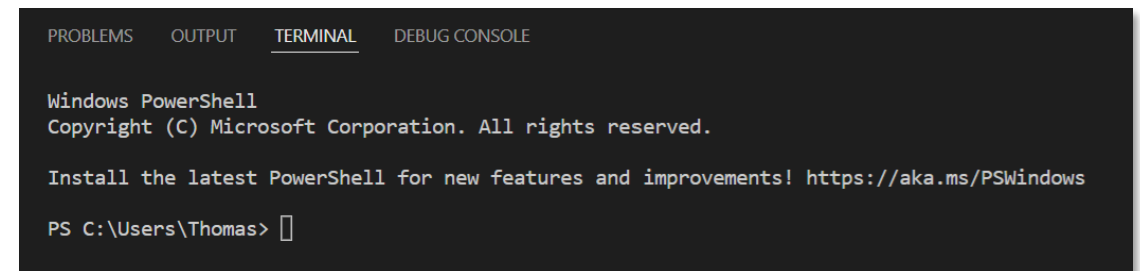 PROBLEMS OUTPUT TERMINAL DEBUG CONSOLE
Windows PowerShell
Copyright (C) Microsoft Corporation. All rights reserved.
Install the latest PowerShell for new features and improvements! https://aka.ms/PSWindows
PS C:\Users\Thomas>